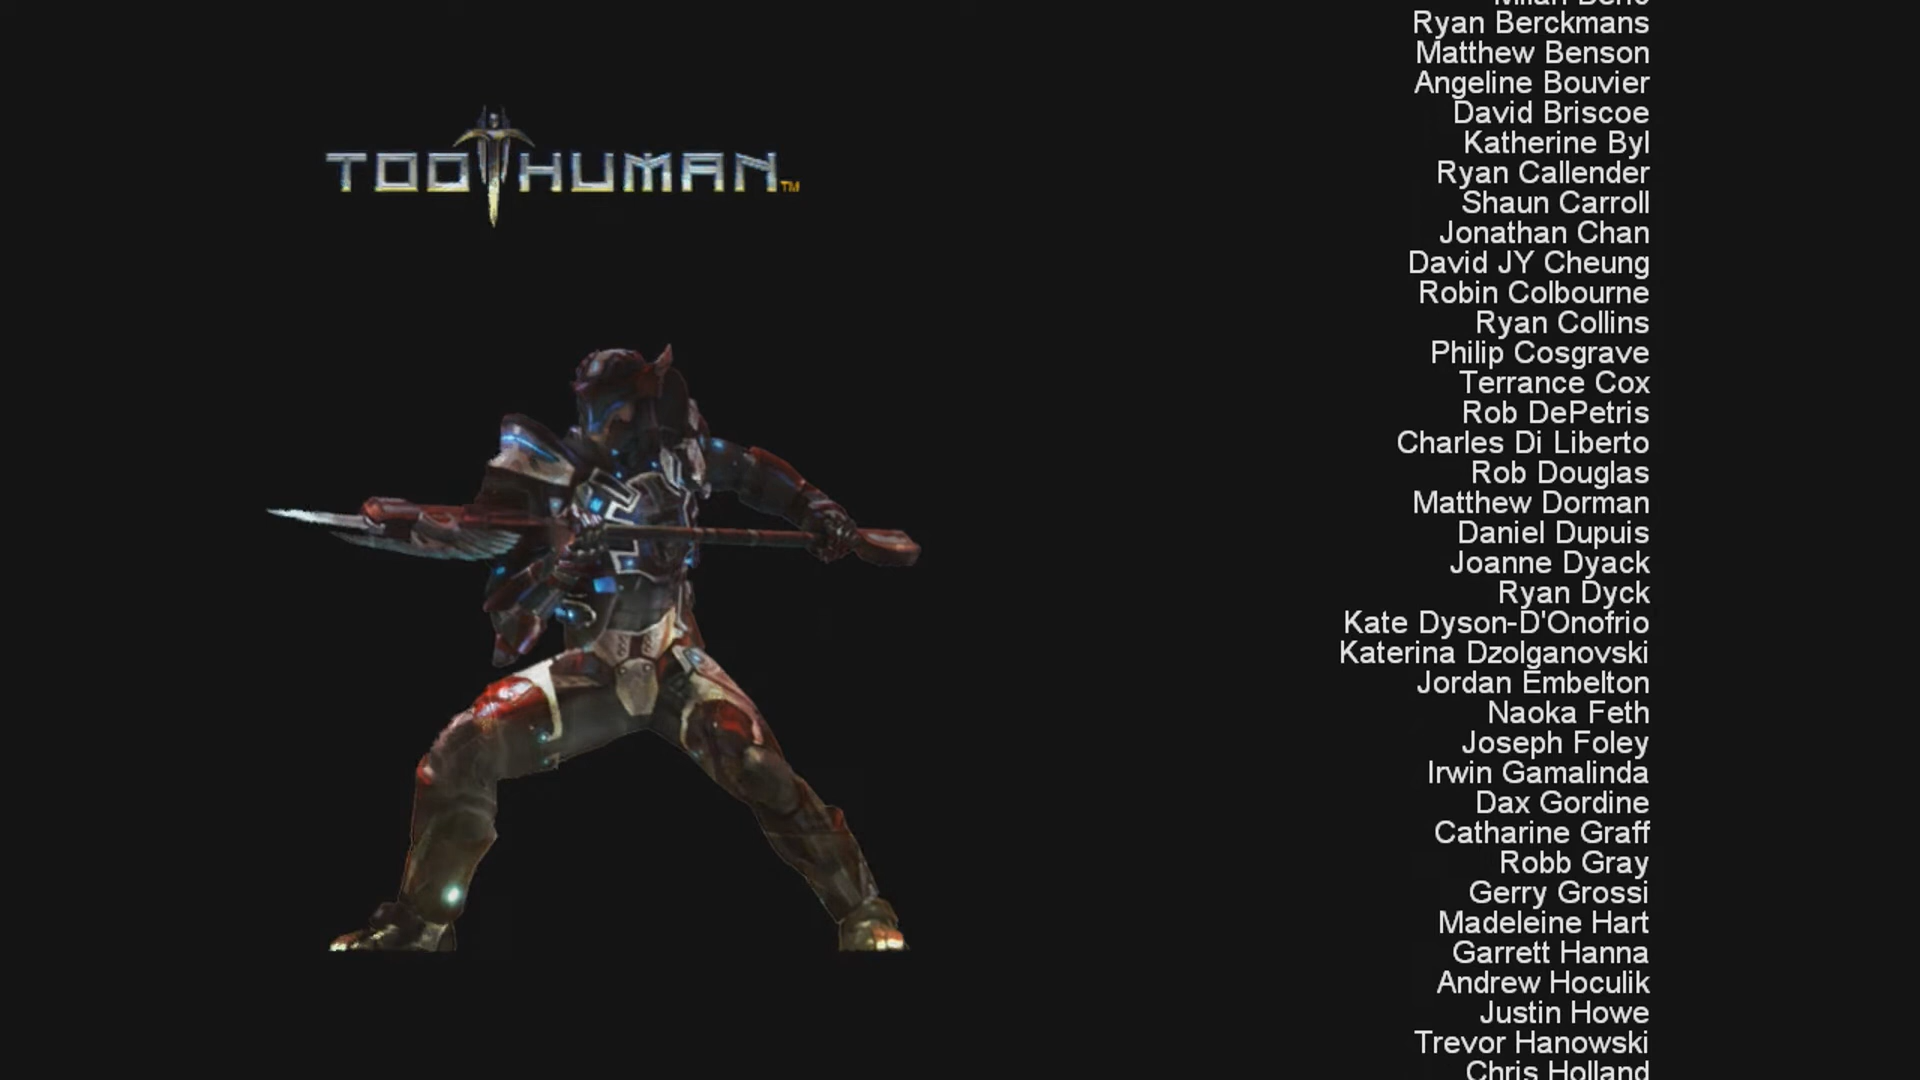 TOO HUMAN™
Ryan Berckmans
Matthew Benson
Angeline Bouvier
David Briscoe
Katherine Byl
Ryan Callender
Shaun Carroll
Jonathan Chan
David JY Cheung
Robin Colbourne
Ryan Collins
Philip Cosgrave
Terrance Cox
Rob DePetris
Charles Di Liberto
Rob Douglas
Matthew Dorman
Daniel Dupuis
Joanne Dyack
Ryan Dyck
Kate Dyson-D'Onofrio
Katerina Dzolganovski
Jordan Embelton
Naoka Feth
Joseph Foley
Irwin Gamalinda
Dax Gordine
Catharine Graff
Robb Gray
Gerry Grossi
Madeleine Hart
Garrett Hanna
Andrew Hoculik
Justin Howe
Trevor Hanowski
Chris Holland